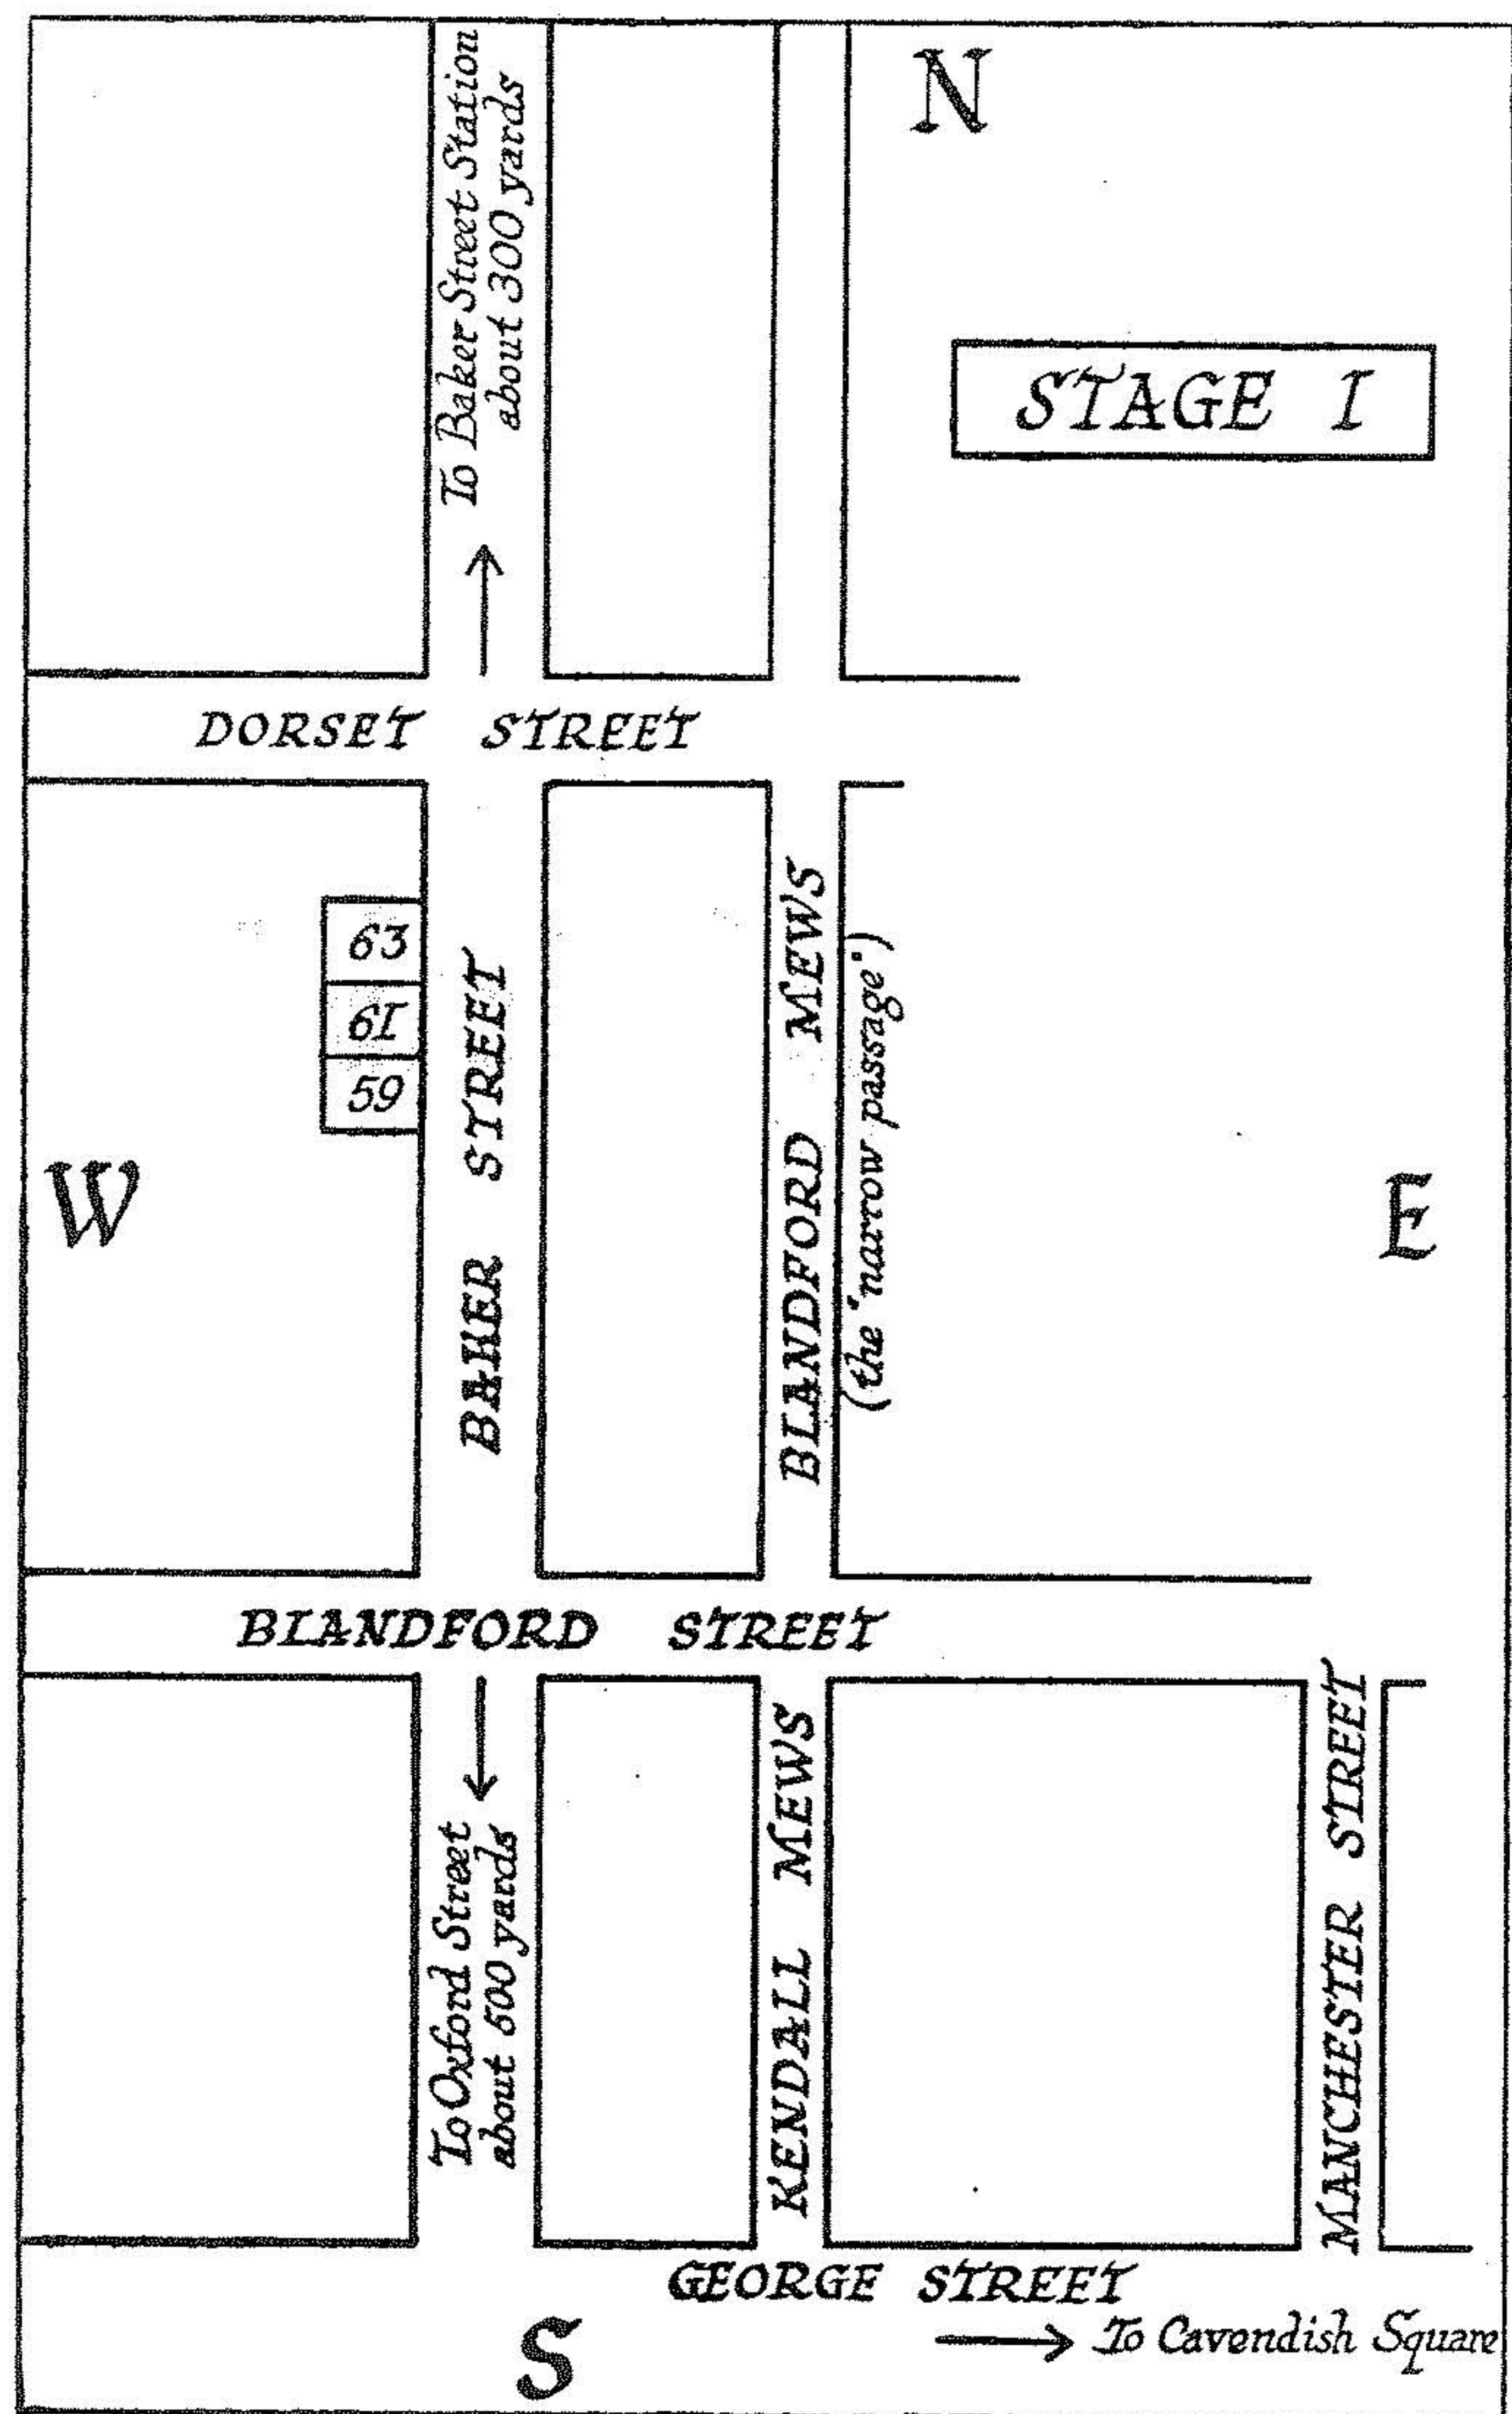 N
To Baker Street Station
about 300 yards
STAGE I
DORSET STREET
63
61
59
BAKER STREET
BLANDFORD MEWS
(the "narrow passage")
W
E
BLANDFORD STREET
To Oxford Street
about 500 yards
KENDALL MEWS
MANCHESTER STREET
GEORGE STREET
To Cavendish Square
S